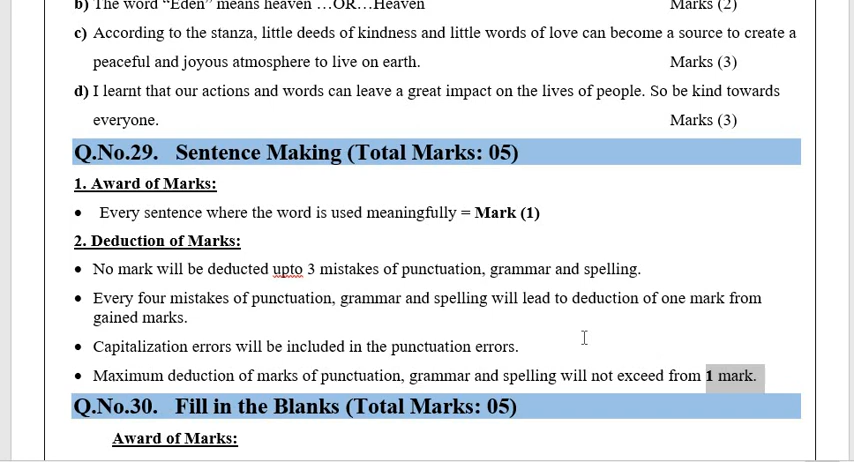 b) The word "Eden" means heaven …OR…Heaven Marks (2)
c) According to the stanza, little deeds of kindness and little words of love can become a source to create a
peaceful and joyous atmosphere to live on earth. Marks (3)
d) I learnt that our actions and words can leave a great impact on the lives of people. So be kind towards
everyone. Marks (3)
Q.No.29. Sentence Making (Total Marks: 05)
1. Award of Marks:
• Every sentence where the word is used meaningfully = Mark (1)
2. Deduction of Marks:
• No mark will be deducted upto 3 mistakes of punctuation, grammar and spelling.
• Every four mistakes of punctuation, grammar and spelling will lead to deduction of one mark from
gained marks.
• Capitalization errors will be included in the punctuation errors.
• Maximum deduction of marks of punctuation, grammar and spelling will not exceed from 1 mark.
Q.No.30. Fill in the Blanks (Total Marks: 05)
Award of Marks: